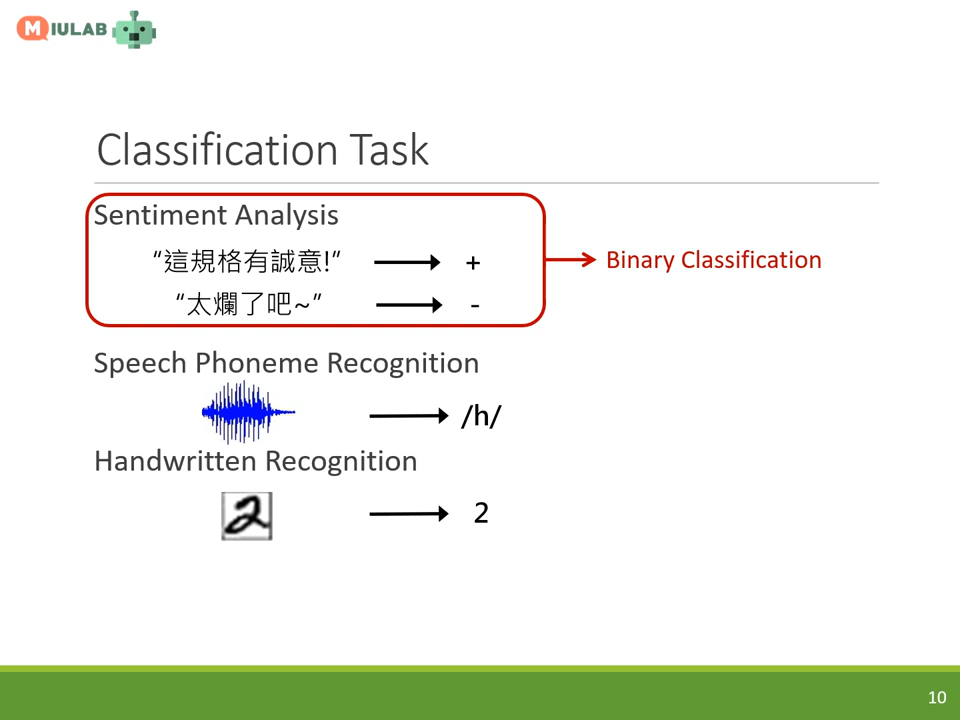 MIULAB
Classification Task
Sentiment Analysis
“這規格有誠意!” +
“太爛了吧~” -
Binary Classification
Speech Phoneme Recognition
/h/
Handwritten Recognition
2 2
10